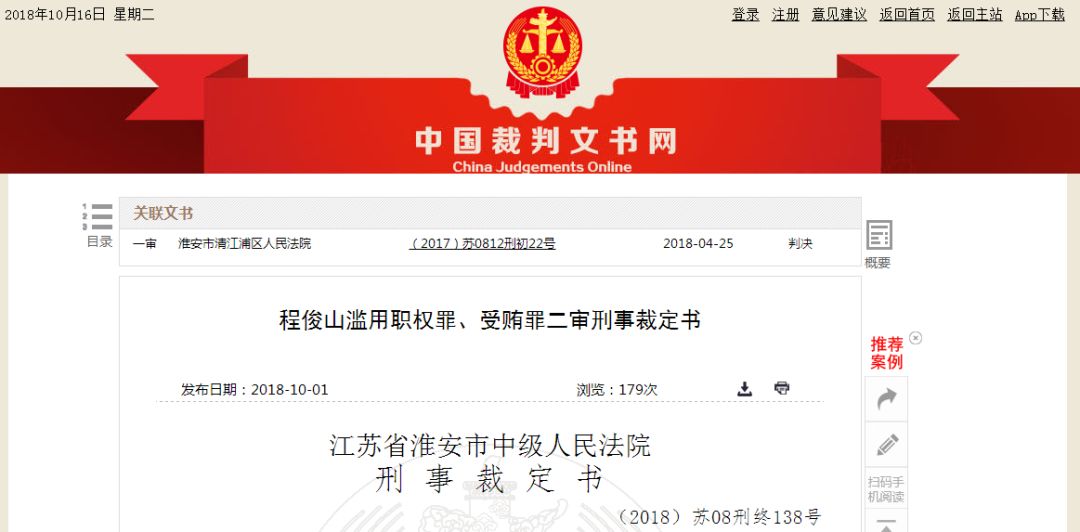 2018年10月16日 星期二
登录 注册 意见建议 返回首页 返回主站 App下载
中国裁判文书网
China Judgements Online
1
2
3
目录
关联文书
一审 淮安市清江浦区人民法院 （2017）苏0812刑初22号 2018-04-25 判决
概要
程俊山滥用职权罪、受贿罪二审刑事裁定书
推荐
案例
发布日期：2018-10-01 浏览：179次
江苏省淮安市中级人民法院
刑事裁定书
扫码手
机阅读
（2018）苏08刑终138号